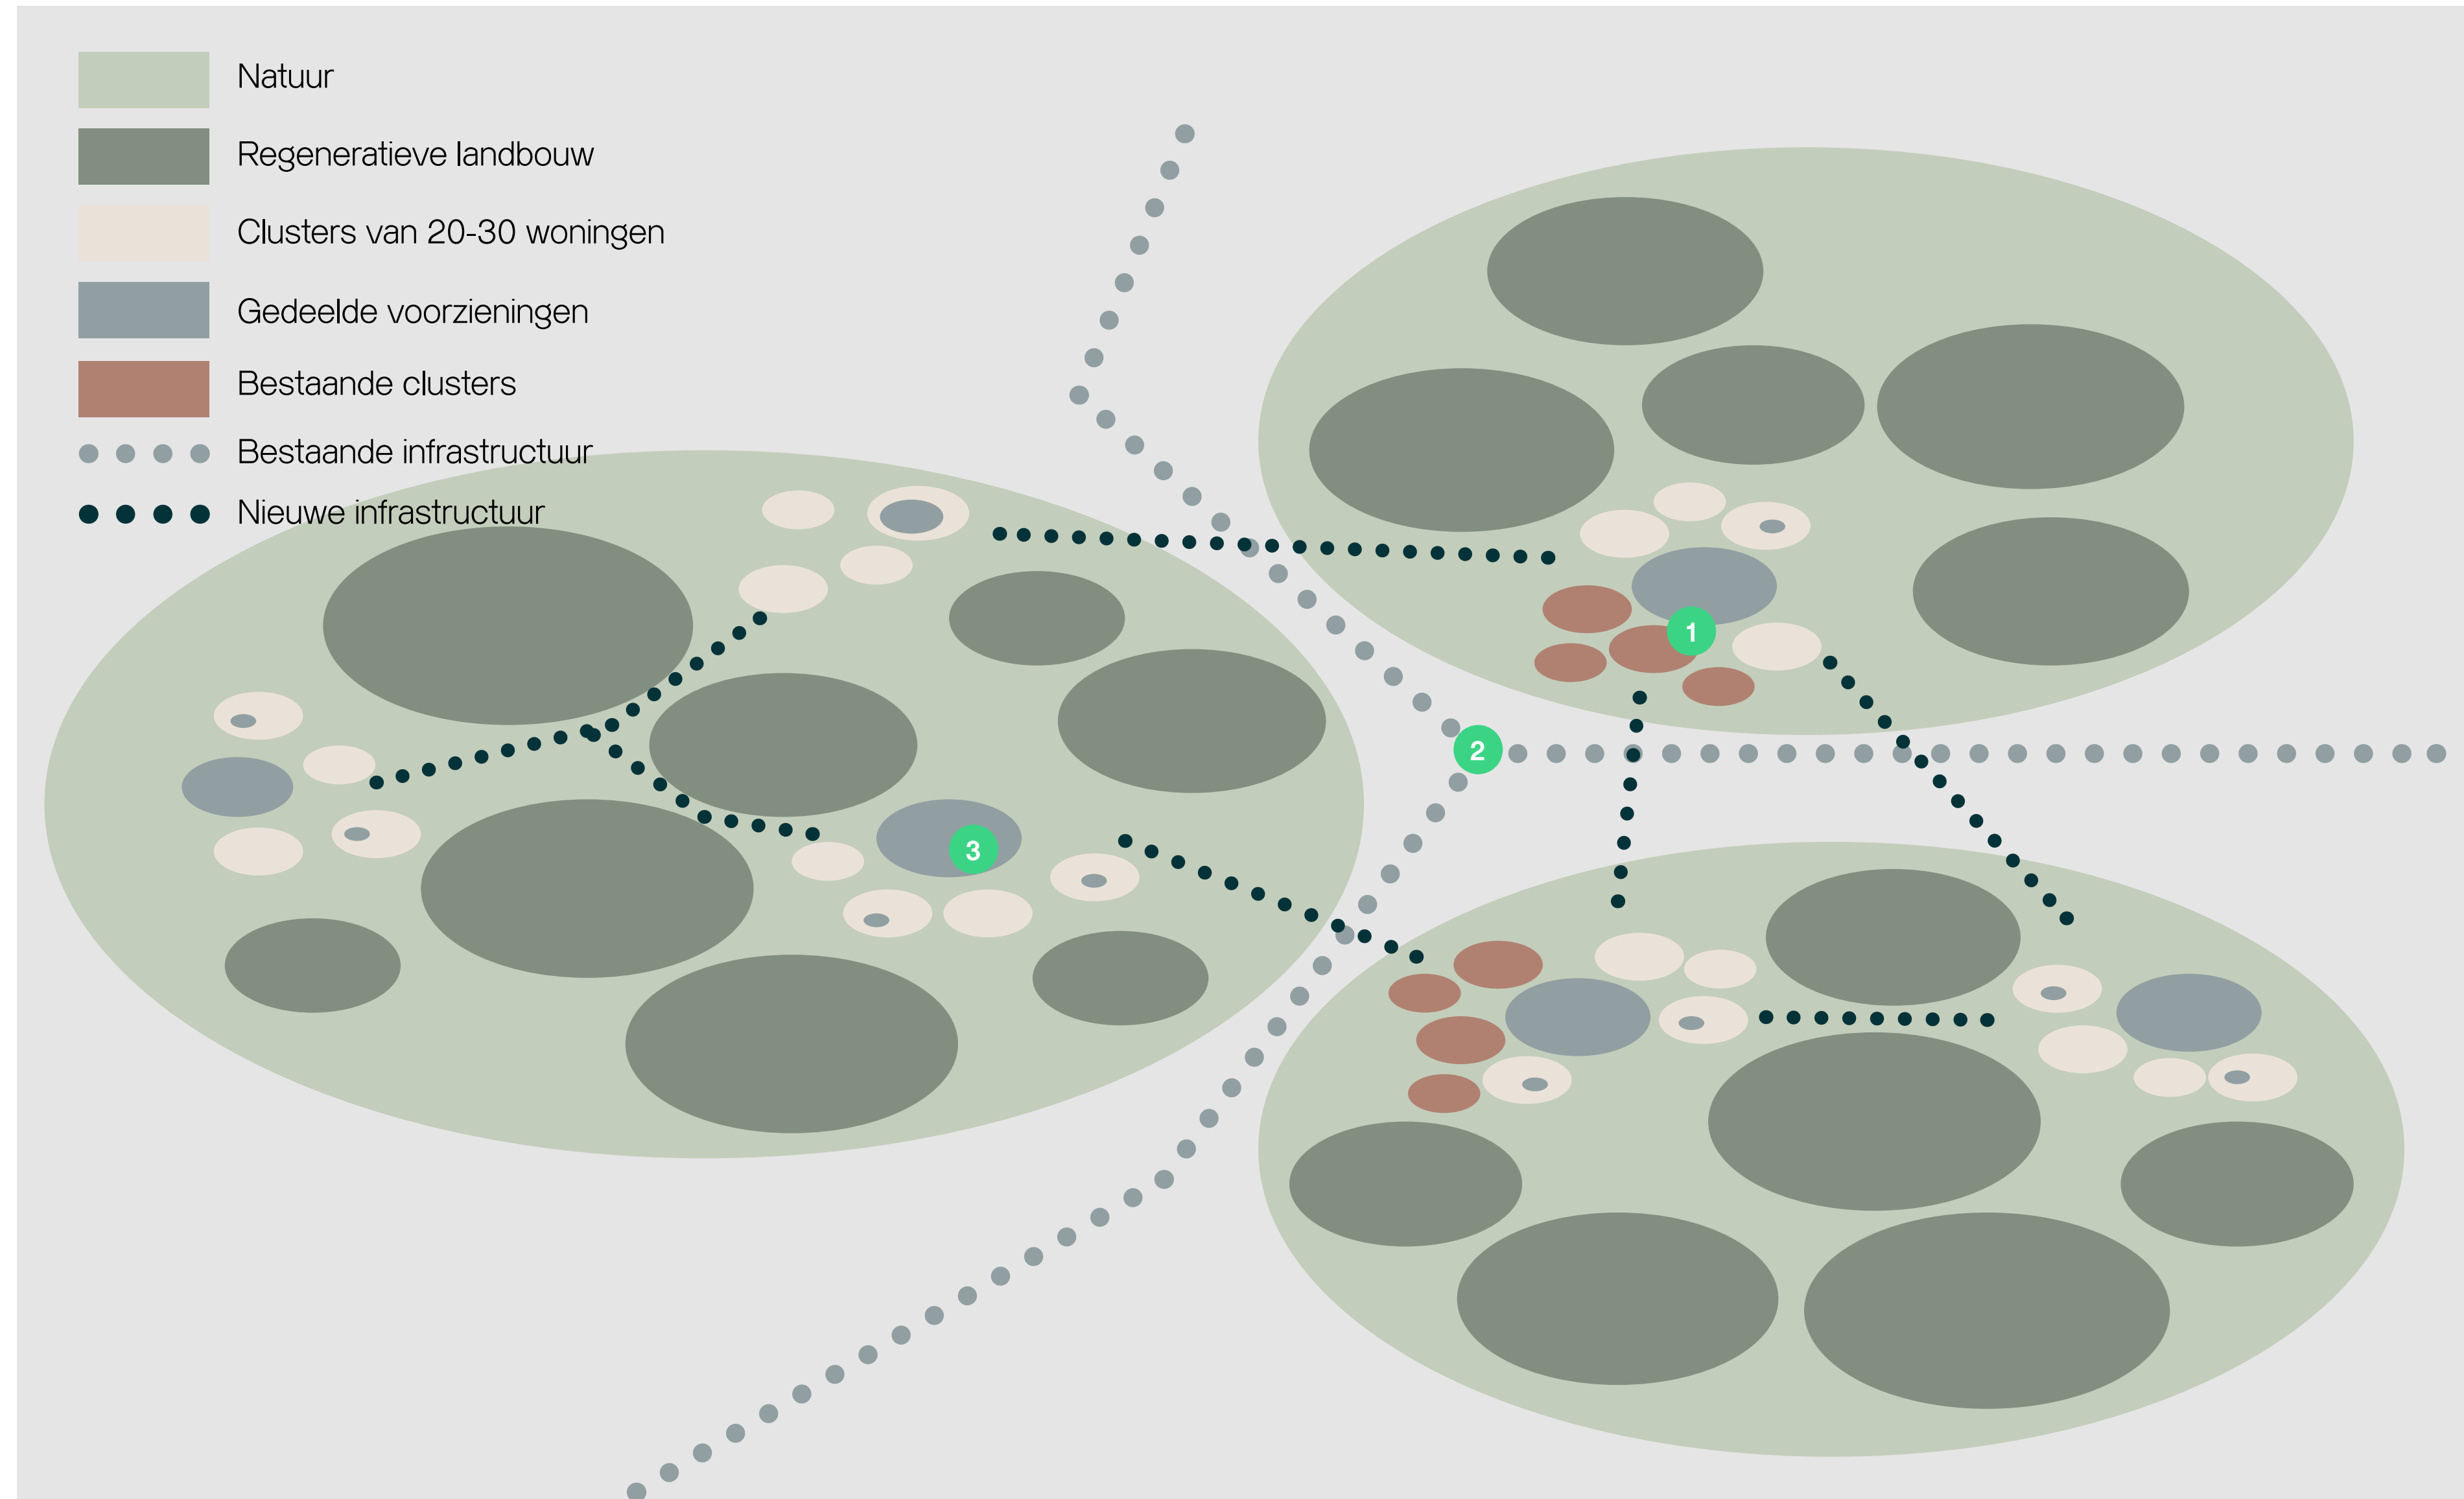 Natuur
Regeneratieve landbouw
Clusters van 20-30 woningen
Gedeelde voorzieningen
Bestaande clusters
Bestaande infrastructuur
Nieuwe infrastructuur
1
2
3